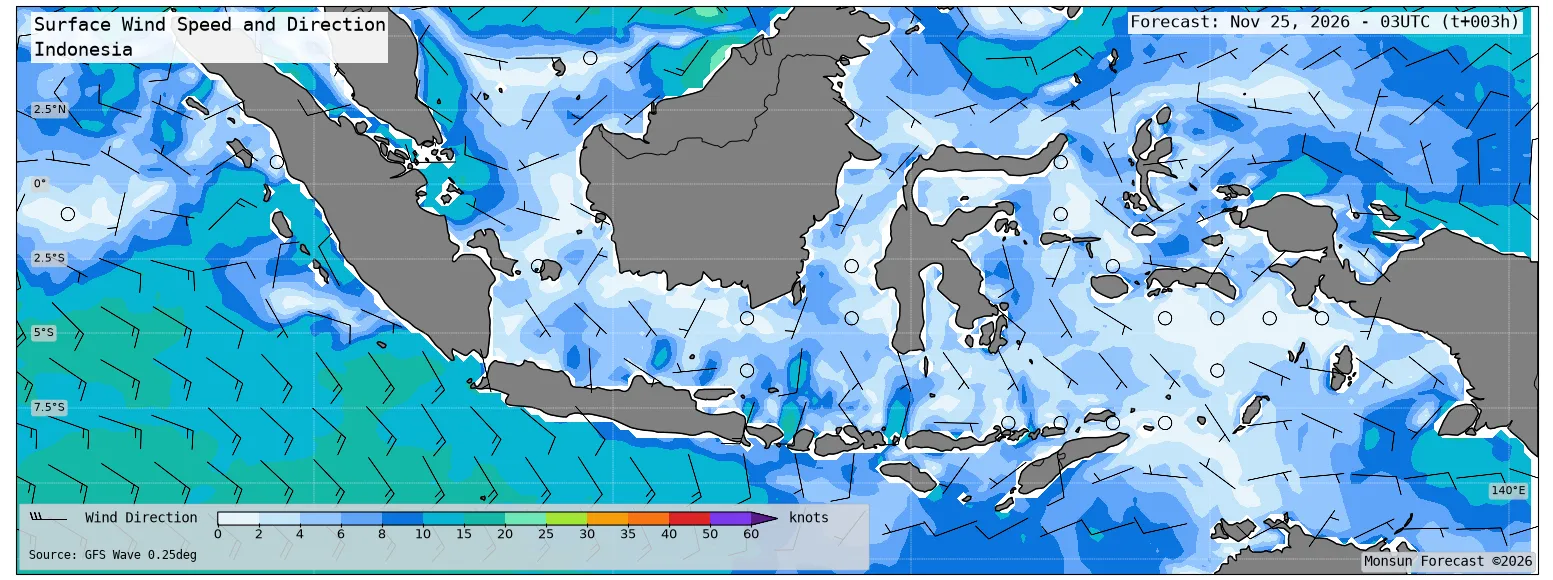 Surface Wind Speed and Direction
Indonesia
Forecast: Nov 25, 2026 - 03UTC (t+003h)
2.5°N
0°
2.5°S
5°S
7.5°S
140°E
Wind Direction
0 2 4 6 8 10 15 20 25 30 40 50 60
knots
Source: GFS Wave 0.25deg
Monsun Forecast ©2026